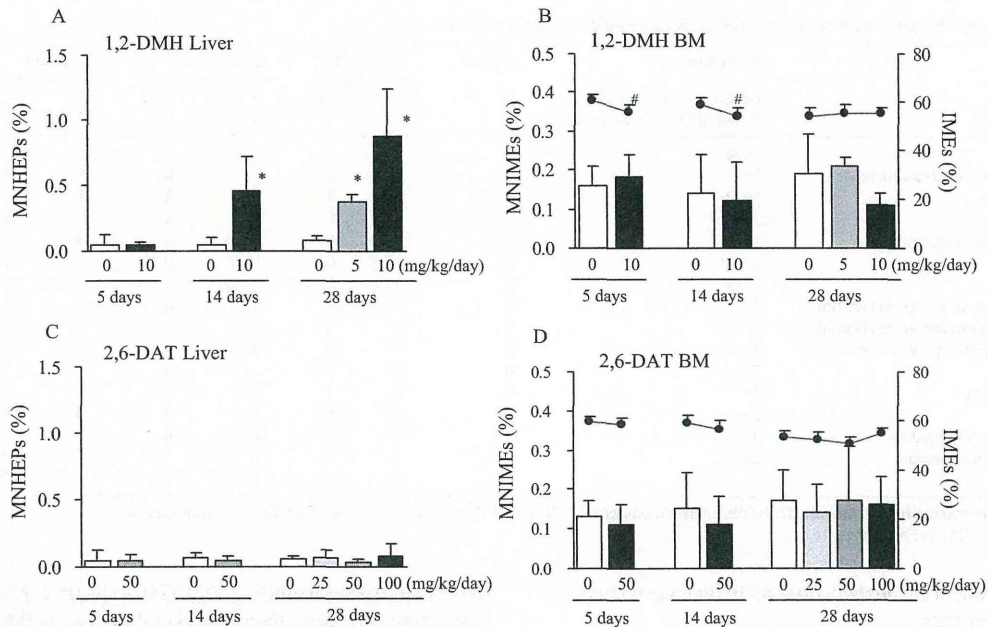 A
1,2-DMH Liver
MNHEPs (%)
1.5
1.0
0.5
0.0
*
*
*
0 10 0 10 0 5 10 (mg/kg/day)
5 days 14 days 28 days
B
1,2-DMH BM
MNIMEs (%)
0.5
0.4
0.3
0.2
0.1
0.0
# #
80
60
40
20
0
IMEs (%)
0 10 0 10 0 5 10 (mg/kg/day)
5 days 14 days 28 days
C
2,6-DAT Liver
MNHEPs (%)
1.5
1.0
0.5
0.0
0 50 0 50 0 25 50 100 (mg/kg/day)
5 days 14 days 28 days
D
2,6-DAT BM
MNIMEs (%)
0.5
0.4
0.3
0.2
0.1
0.0
80
60
40
20
0
IMEs (%)
0 50 0 50 0 25 50 100 (mg/kg/day)
5 days 14 days 28 days